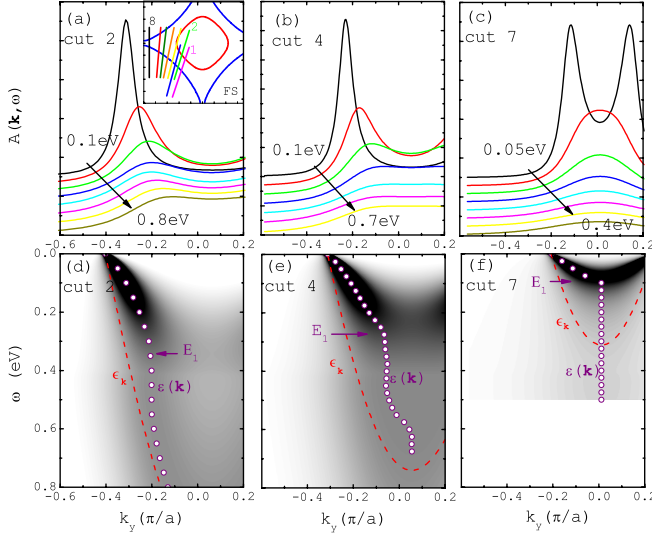 (a)
cut 2
8
2
1
FS
0.1eV
0.8eV
(b)
cut 4
0.1eV
0.7eV
(c)
cut 7
0.05eV
0.4eV
A(k,ω)
-0.6 -0.4 -0.2 0.0 0.2
-0.4 -0.2 0.0 0.2
-0.4 -0.2 0.0 0.2
(d)
cut 2
E₁
ϵₖ
ε(k)
(e)
cut 4
E₁
ϵₖ
ε(k)
(f)
cut 7
E₁
ϵₖ
ε(k)
ω (eV)
0.0
0.2
0.4
0.6
0.8
-0.6 -0.4 -0.2 0.0 0.2
-0.4 -0.2 0.0 0.2
-0.4 -0.2 0.0 0.2
k_y(π/a)
k_y(π/a)
k_y(π/a)